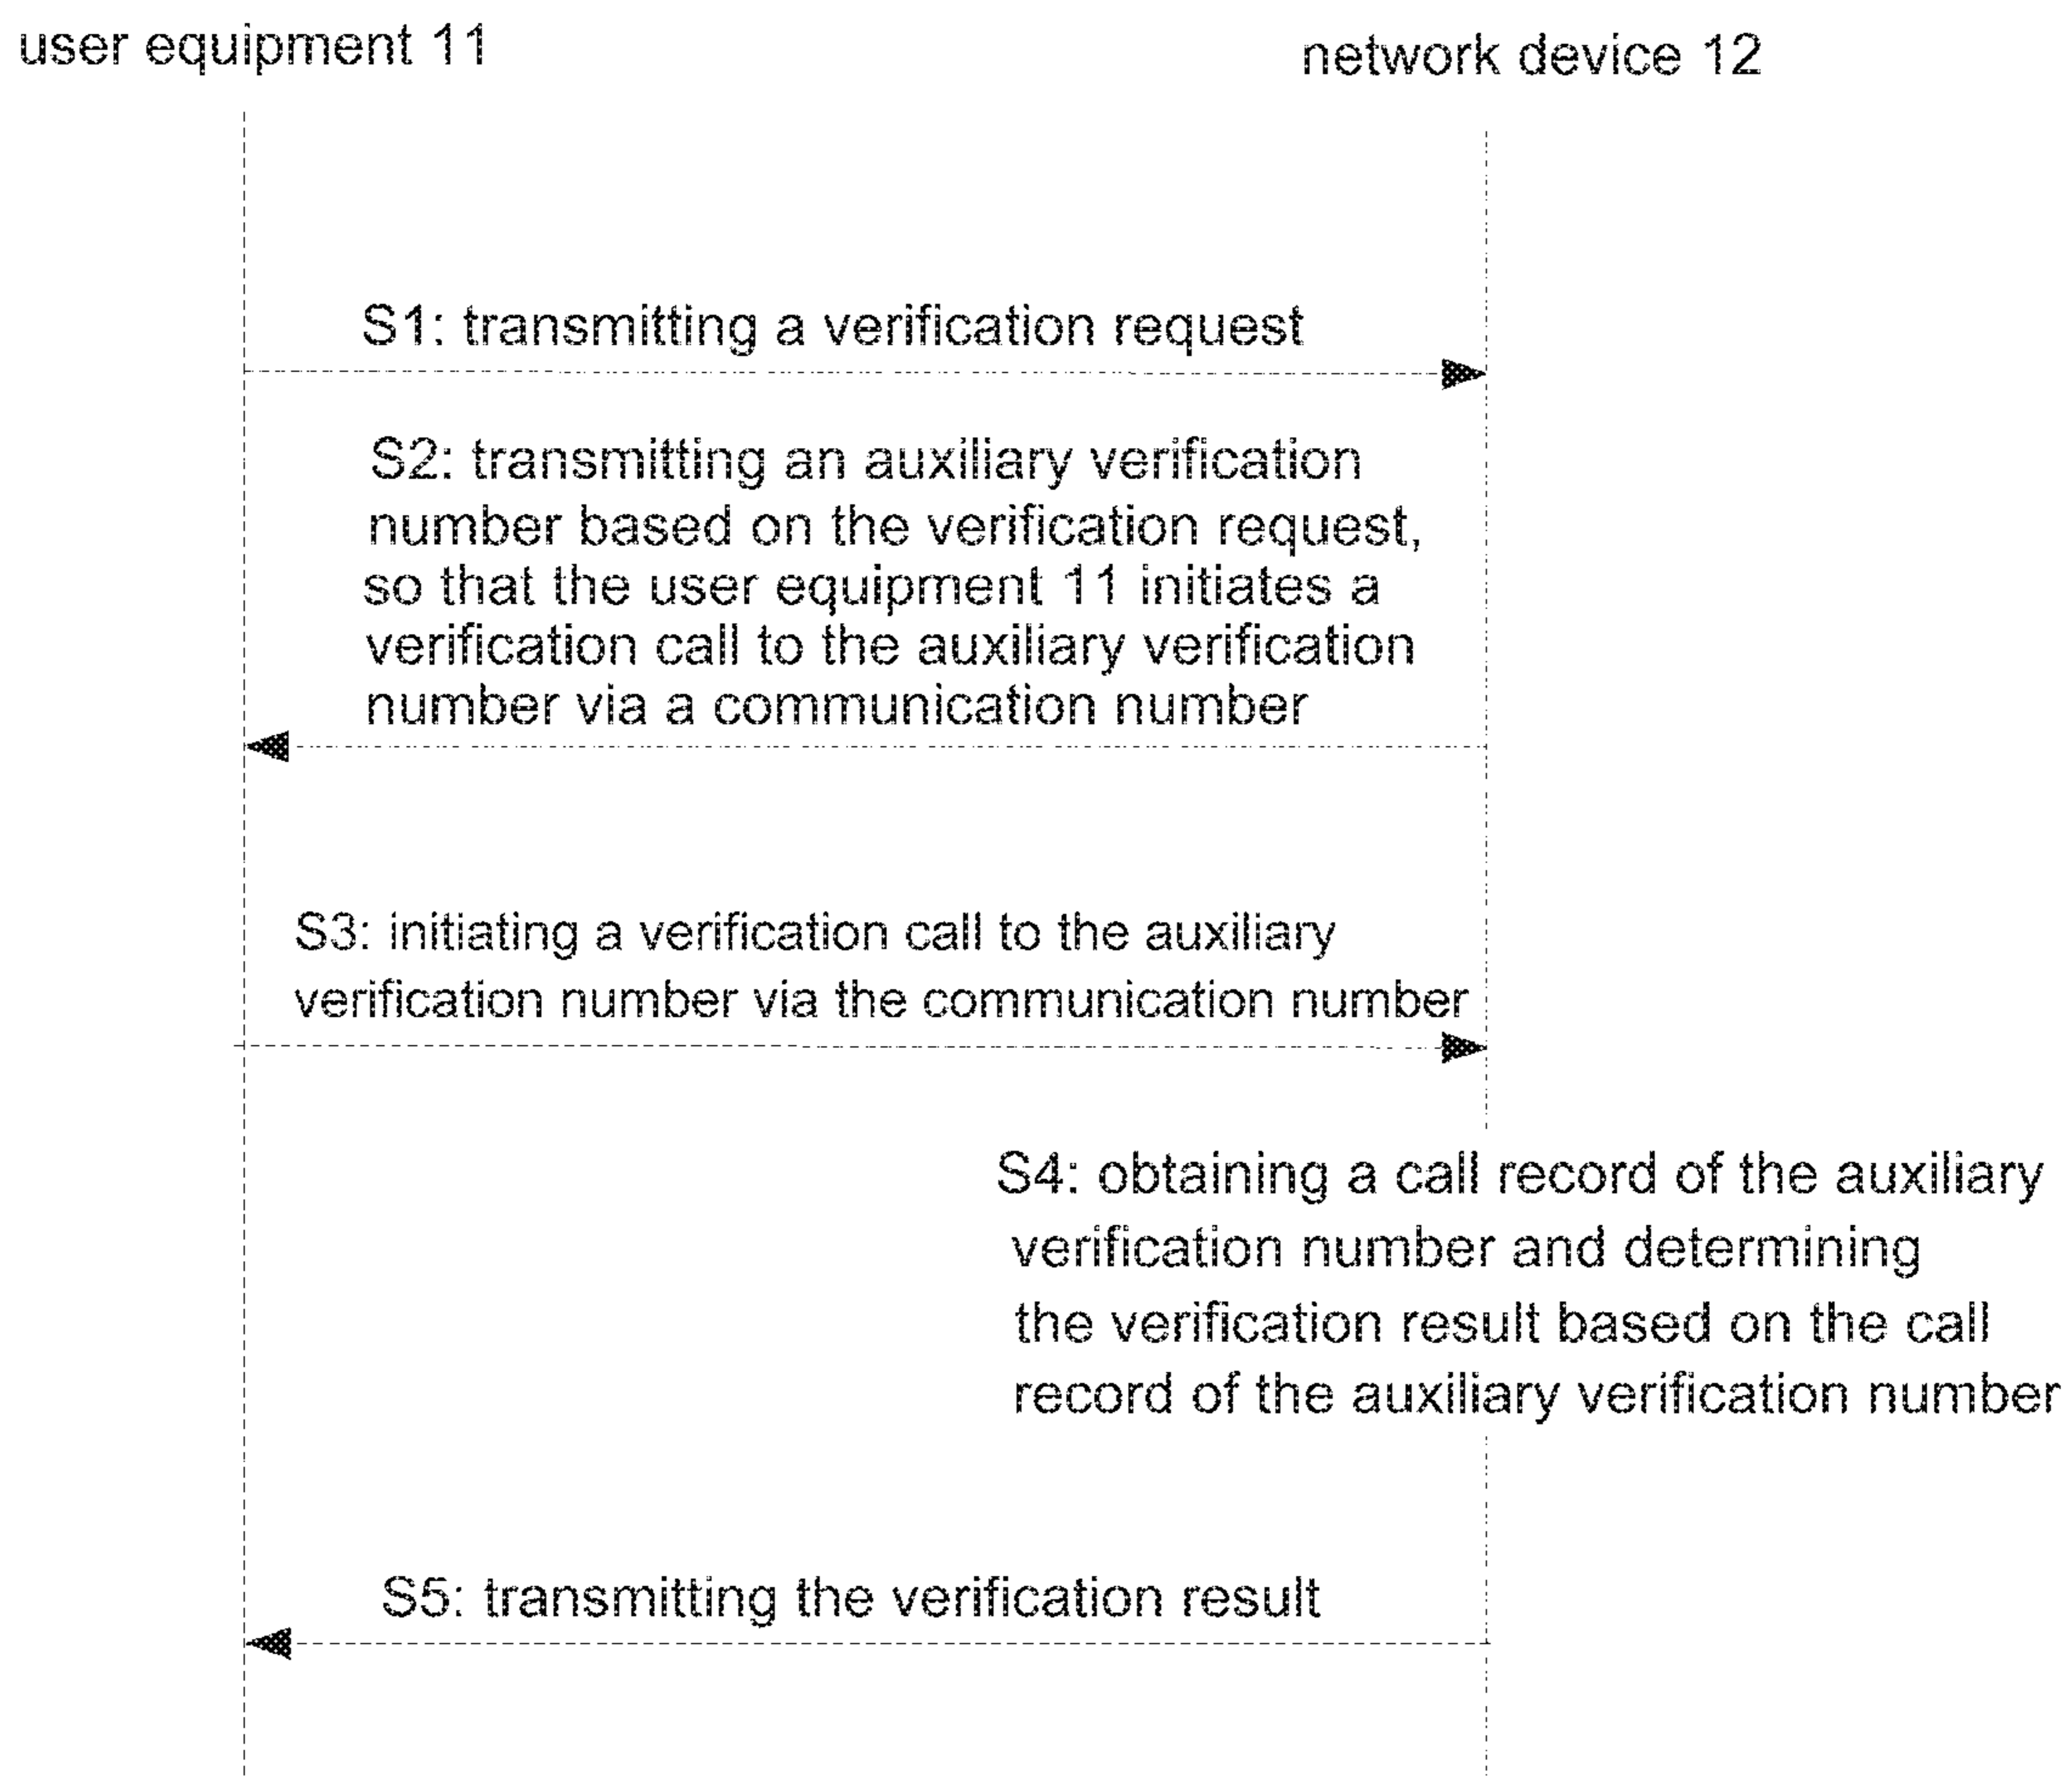 user equipment 11
network device 12
S1: transmitting a verification request
S2: transmitting an auxiliary verification
number based on the verification request,
so that the user equipment 11 initiates a
verification call to the auxiliary verification
number via a communication number
S3: initiating a verification call to the auxiliary
verification number via the communication number
S4: obtaining a call record of the auxiliary
verification number and determining
the verification result based on the call
record of the auxiliary verification number
S5: transmitting the verification result